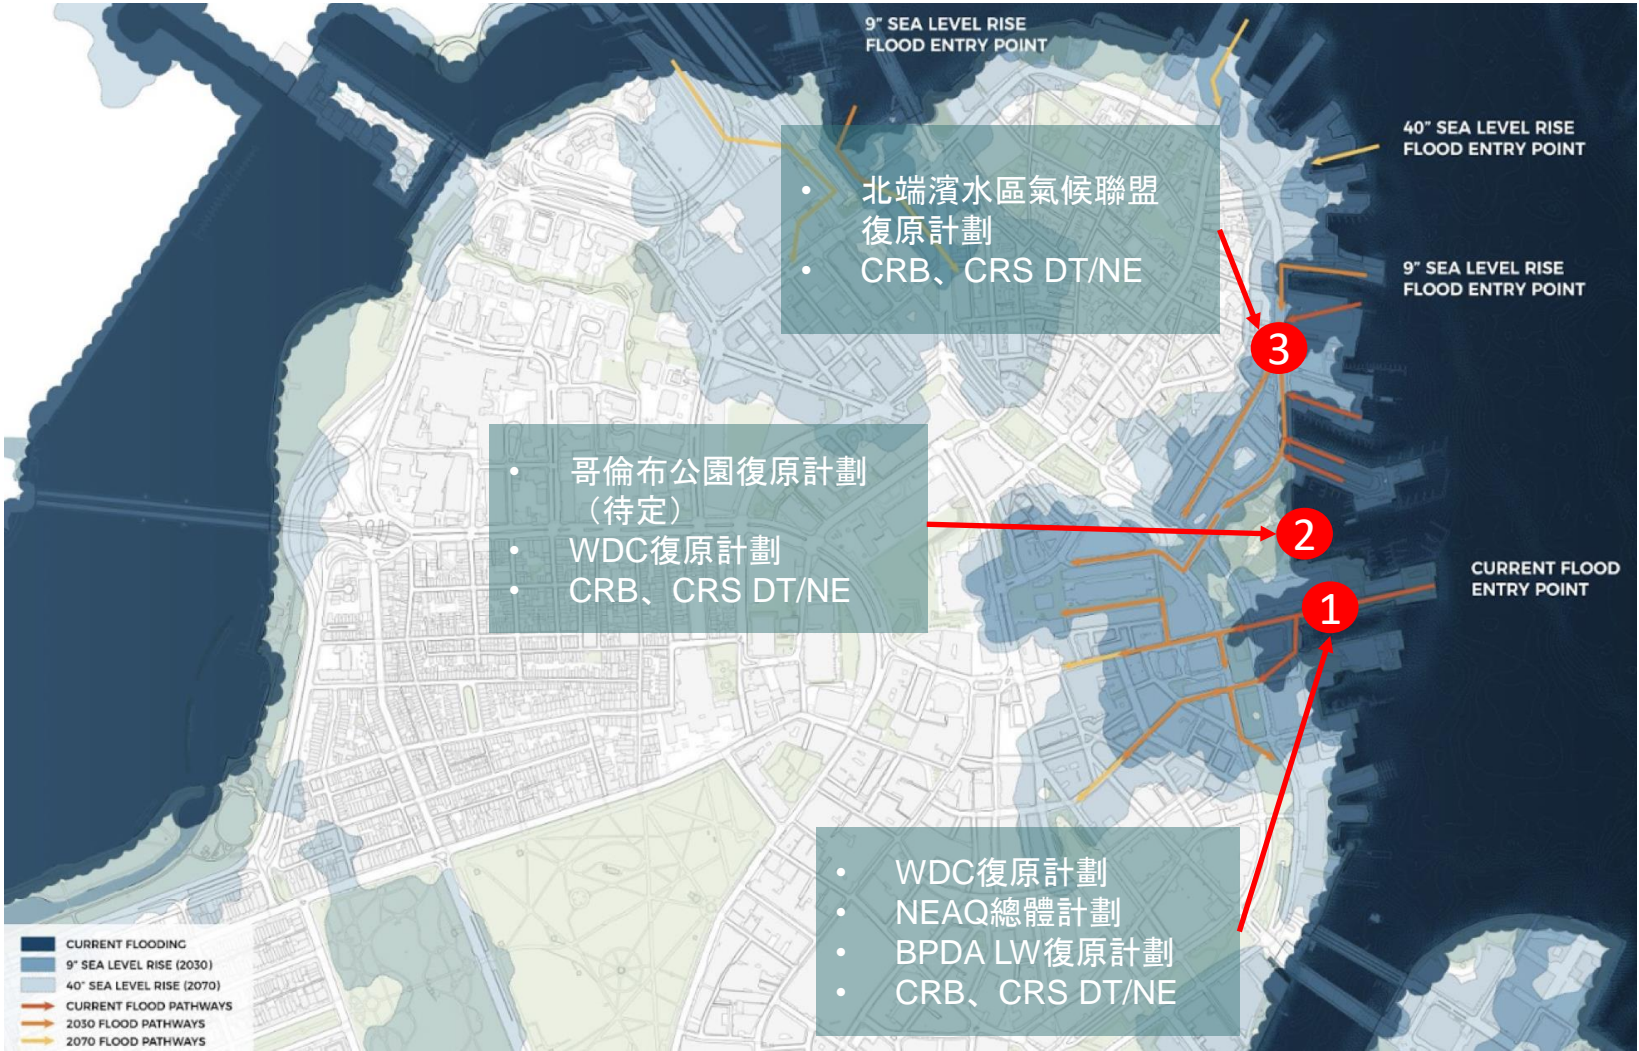 9" SEA LEVEL RISE
FLOOD ENTRY POINT
40" SEA LEVEL RISE
FLOOD ENTRY POINT
• 北端濱水區氣候聯盟
復原計劃
• CRB、CRS DT/NE
9" SEA LEVEL RISE
FLOOD ENTRY POINT
3
• 哥倫布公園復原計劃
（待定）
• WDC復原計劃
• CRB、CRS DT/NE
2
CURRENT FLOOD
ENTRY POINT
1
• WDC復原計劃
• NEAQ總體計劃
• BPDA LW復原計劃
• CRB、CRS DT/NE
CURRENT FLOODING
9" SEA LEVEL RISE (2030)
40" SEA LEVEL RISE (2070)
CURRENT FLOOD PATHWAYS
2030 FLOOD PATHWAYS
2070 FLOOD PATHWAYS